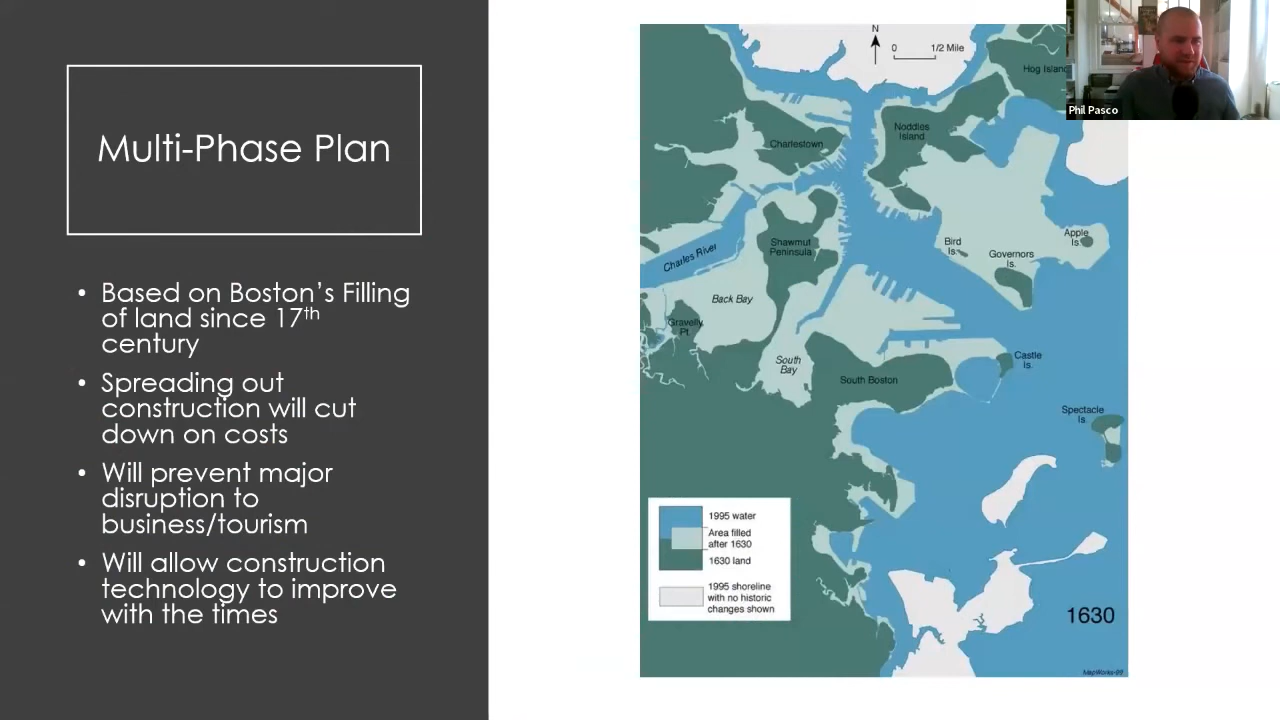 Multi-Phase Plan
• Based on Boston’s Filling
of land since 17th
century
• Spreading out
construction will cut
down on costs
• Will prevent major
disruption to
business/tourism
• Will allow construction
technology to improve
with the times
N
0 1/2 Mile
Hog Island
Phil Pasco
Noddles
Island
Charlestown
Shawmut
Peninsula
Charles River
Bird
Is.
Governors
Is.
Apple
Is.
Back Bay
Gravelly
Pt.
South
Bay
South Boston
Castle
Is.
Spectacle
Is.
1995 water
Area filled
after 1630
1630 land
1995 shoreline
with no historic
changes shown
1630
MapWorks-99